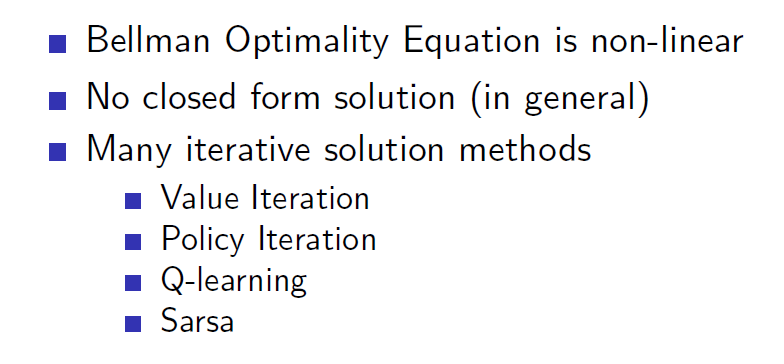 Bellman Optimality Equation is non-linear
No closed form solution (in general)
Many iterative solution methods
Value Iteration
Policy Iteration
Q-learning
Sarsa